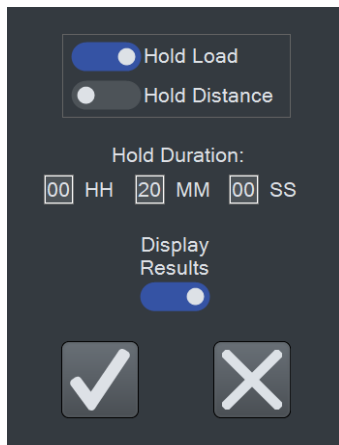 Hold Load
Hold Distance
Hold Duration:
00 HH 20 MM 00 SS
Display
Results